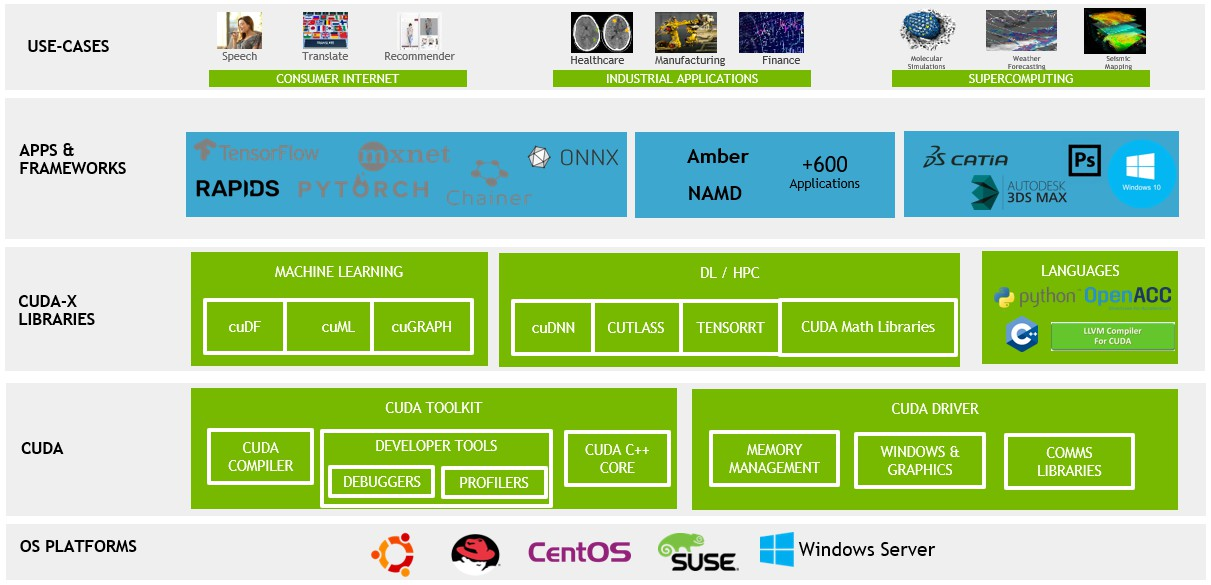 USE-CASES
Speech
Translate
Recommender
CONSUMER INTERNET
Healthcare
Manufacturing
Finance
INDUSTRIAL APPLICATIONS
Molecular
Simulations
Weather
Forecasting
Seismic
Mapping
SUPERCOMPUTING
APPS &
FRAMEWORKS
TensorFlow
mxnet
ONNX
RAPIDS
PYTORCH
Chainer
Amber
NAMD
+600
Applications
CATIA
Ps
AUTODESK
3DS MAX
Windows 10
CUDA-X
LIBRARIES
MACHINE LEARNING
cuDF
cuML
cuGRAPH
DL / HPC
cuDNN
CUTLASS
TENSORRT
CUDA Math Libraries
LANGUAGES
python
OpenACC
C++
LLVM Compiler
For CUDA
CUDA
CUDA TOOLKIT
CUDA
COMPILER
DEVELOPER TOOLS
DEBUGGERS
PROFILERS
CUDA C++
CORE
CUDA DRIVER
MEMORY
MANAGEMENT
WINDOWS &
GRAPHICS
COMMS
LIBRARIES
OS PLATFORMS
CentOS
SUSE
Windows Server